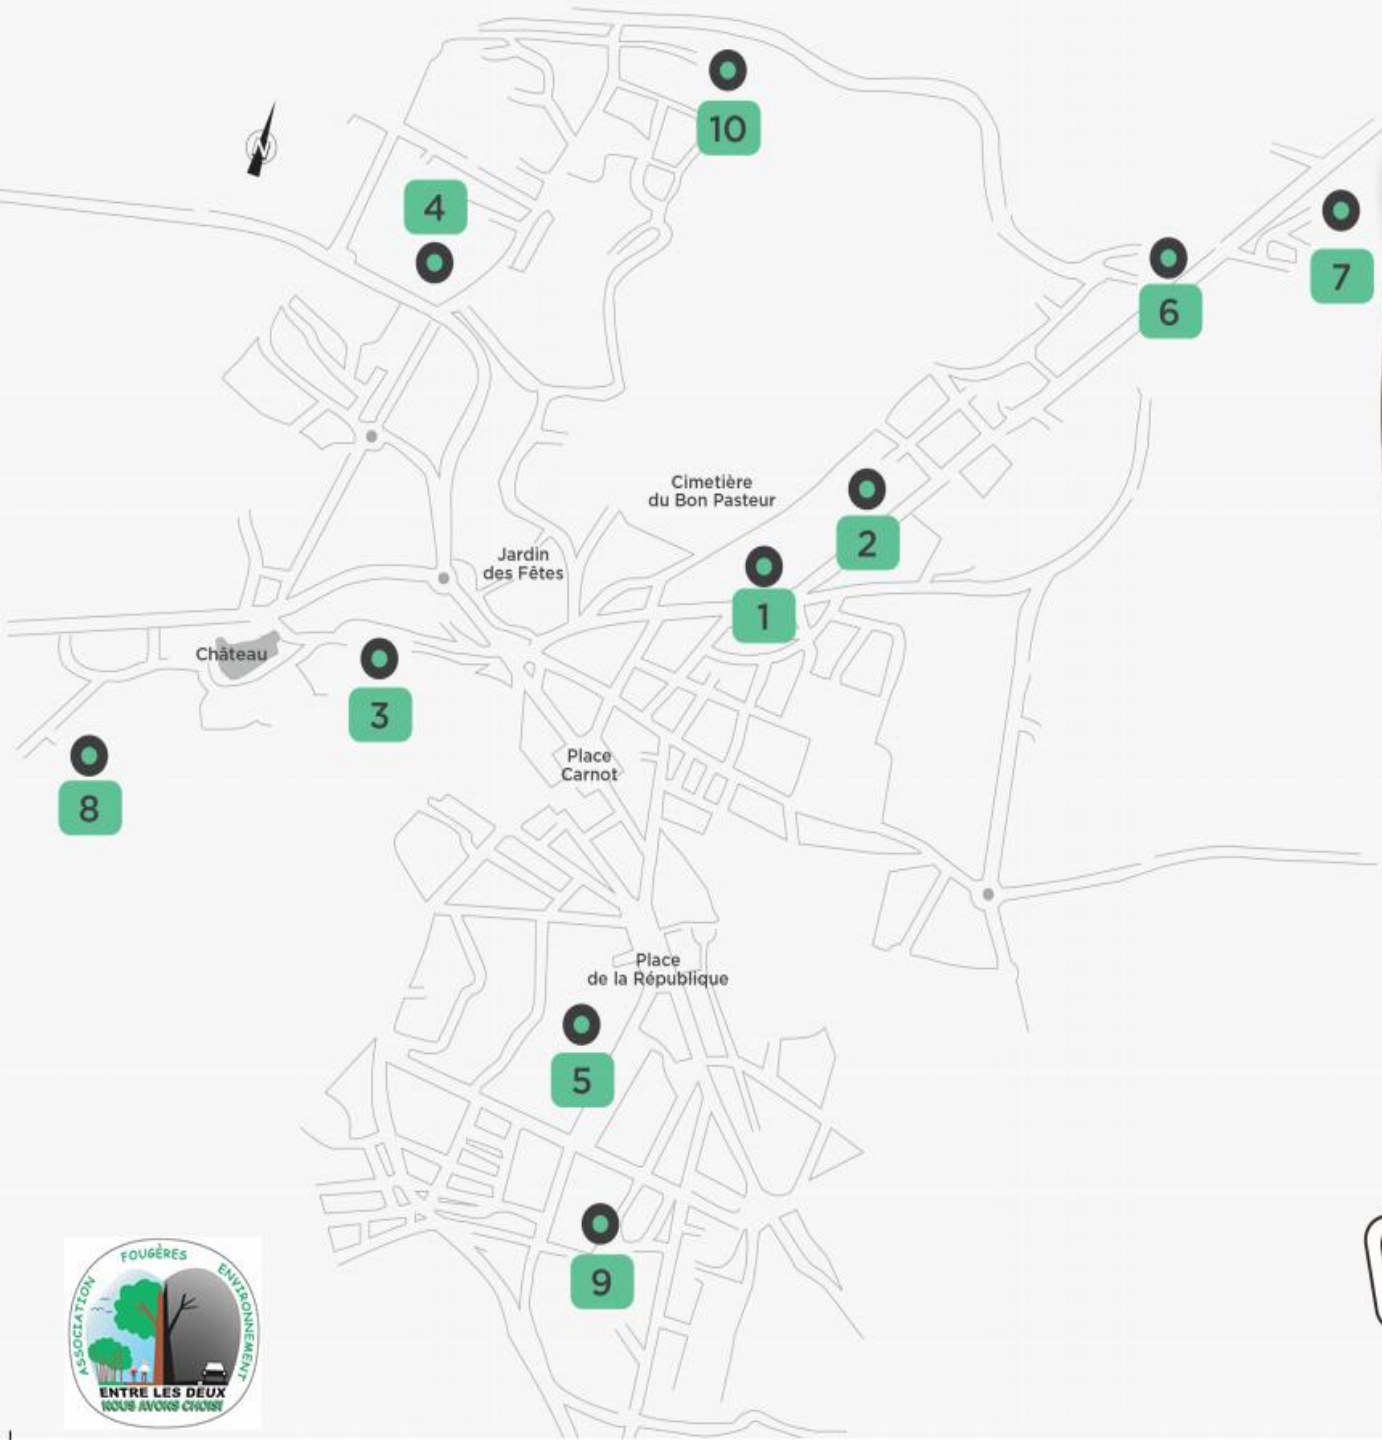 10
N
4
7
6
Cimetière
du Bon Pasteur
2
Jardin
des Fêtes
1
Château
3
Place
Carnot
8
Place
de la République
5
9
ASSOCIATION FOUGÈRES ENVIRONNEMENT
ENTRE LES DEUX
NOUS AVONS CHOISI